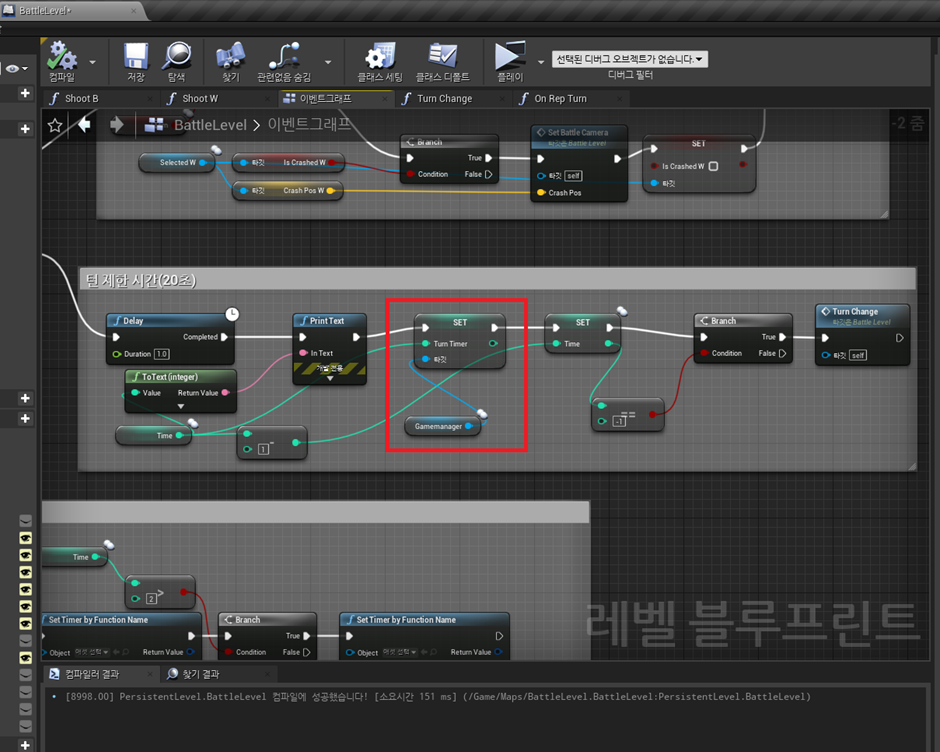 BattleLevel*
컴파일
저장
탐색
찾기
관련없음 숨김
클래스 세팅
클래스 디폴트
플레이
선택된 디버그 오브젝트가 없습니다.
디버그 필터
Shoot B
Shoot W
이벤트그래프
Turn Change
On Rep Turn
BattleLevel > 이벤트그래프
-2 줌
Selected W
타깃 Is Crashed W
타깃 Crash Pos W
Branch
True
Condition False
Set Battle Camera
타깃은 Battle Level
타깃 self
Crash Pos
SET
Is Crashed W
타깃
턴 제한 시간(20초)
Delay
Completed
Duration 1.0
Print Text
In Text
개발 전용
ToText (integer)
Value Return Value
Time
1 -
SET
Turn Timer
타깃
Gamemanager
SET
Time
-1 ==
Branch
True
Condition False
Turn Change
타깃은 Battle Level
타깃 self
Time
2 >
Set Timer by Function Name
Object 에셋 선택 Return Value
Branch
True
Condition False
Set Timer by Function Name
Object 에셋 선택 Return Value
레벨 블루프린트
컴파일러 결과
찾기 결과
[8998.00] PersistentLevel.BattleLevel 컴파일에 성공했습니다! [소요시간 151 ms] (/Game/Maps/BattleLevel.BattleLevel:PersistentLevel.BattleLevel)